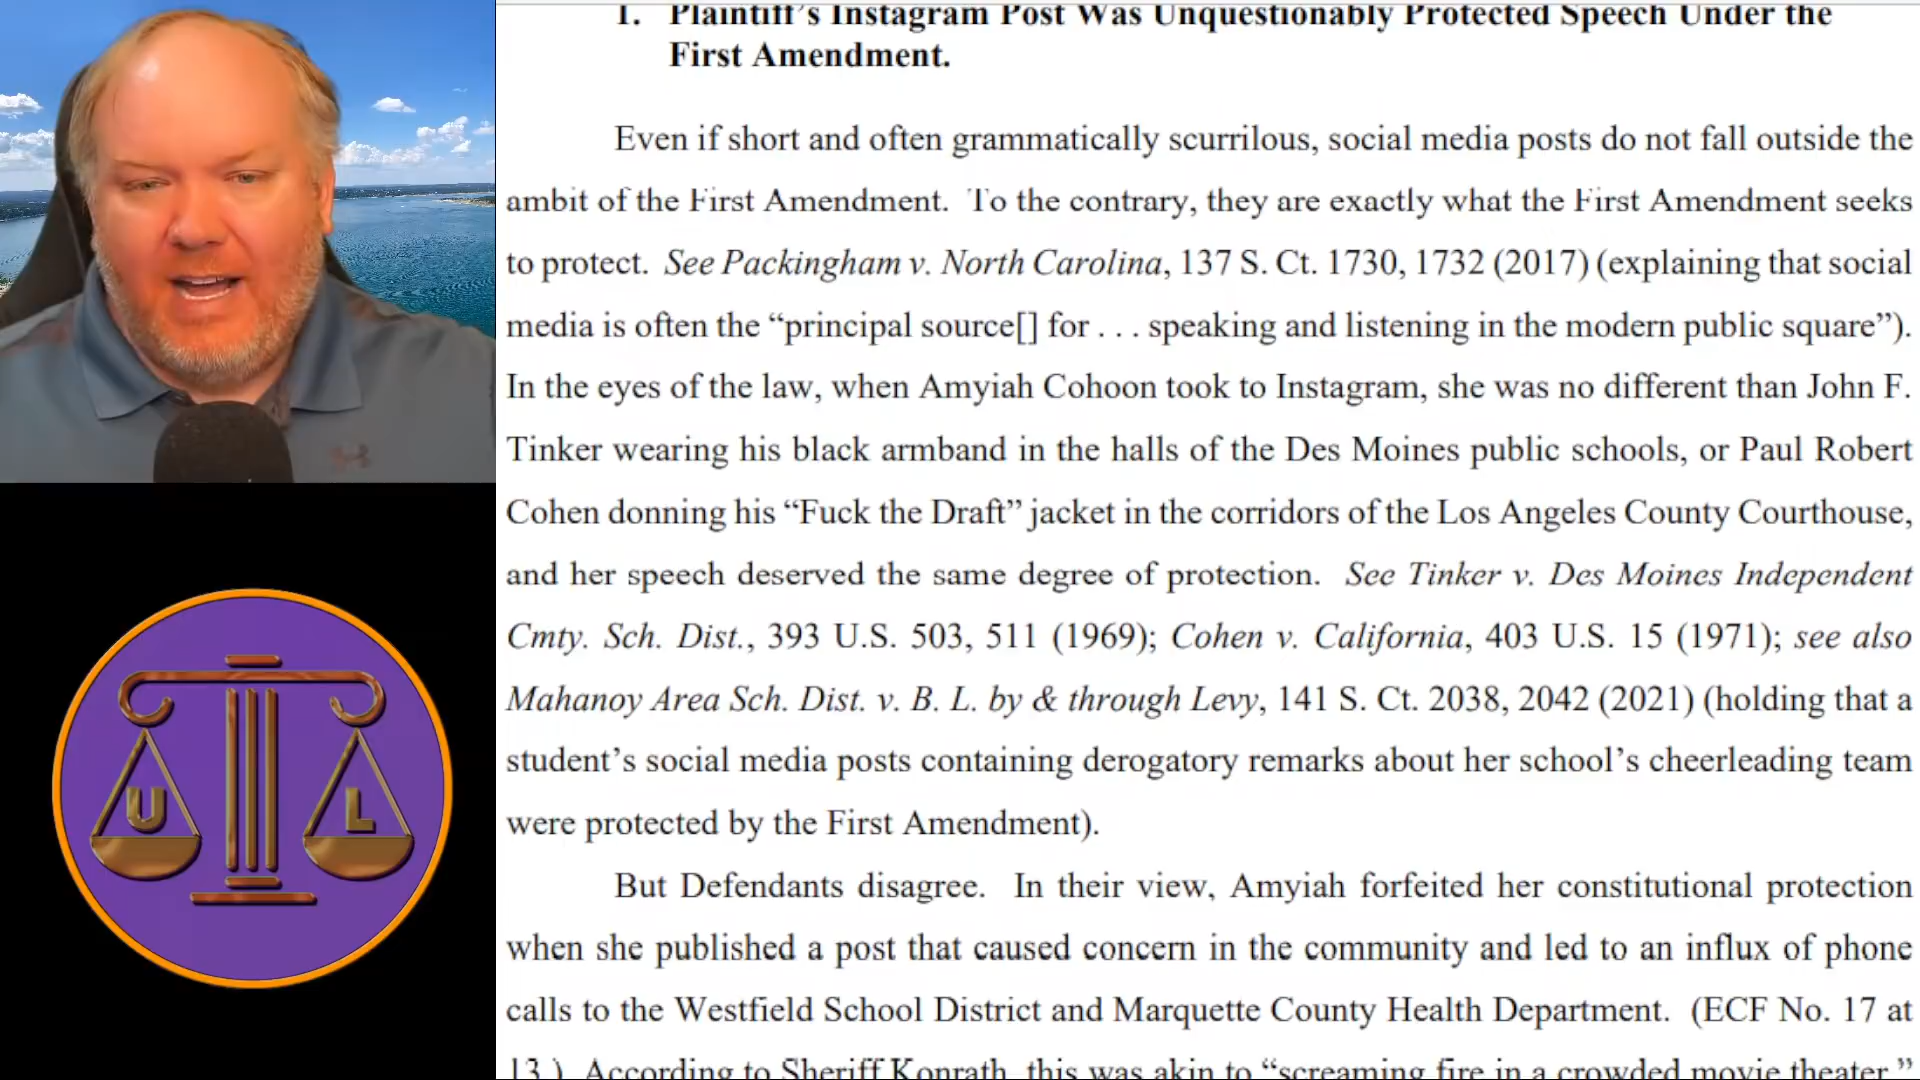 1. Plaintiff's Instagram Post Was Unquestionably Protected Speech Under the
First Amendment.
Even if short and often grammatically scurrilous, social media posts do not fall outside the
ambit of the First Amendment. To the contrary, they are exactly what the First Amendment seeks
to protect. See Packingham v. North Carolina, 137 S. Ct. 1730, 1732 (2017) (explaining that social
media is often the “principal source[] for . . . speaking and listening in the modern public square”).
In the eyes of the law, when Amyiah Cohoon took to Instagram, she was no different than John F.
Tinker wearing his black armband in the halls of the Des Moines public schools, or Paul Robert
Cohen donning his “Fuck the Draft” jacket in the corridors of the Los Angeles County Courthouse,
and her speech deserved the same degree of protection. See Tinker v. Des Moines Independent
Cmty. Sch. Dist., 393 U.S. 503, 511 (1969); Cohen v. California, 403 U.S. 15 (1971); see also
Mahanoy Area Sch. Dist. v. B. L. by & through Levy, 141 S. Ct. 2038, 2042 (2021) (holding that a
student’s social media posts containing derogatory remarks about her school’s cheerleading team
were protected by the First Amendment).
But Defendants disagree. In their view, Amyiah forfeited her constitutional protection
when she published a post that caused concern in the community and led to an influx of phone
calls to the Westfield School District and Marquette County Health Department. (ECF No. 17 at
13.) According to Sheriff Konrath, this was akin to “screaming fire in a crowded movie theater.”
U L